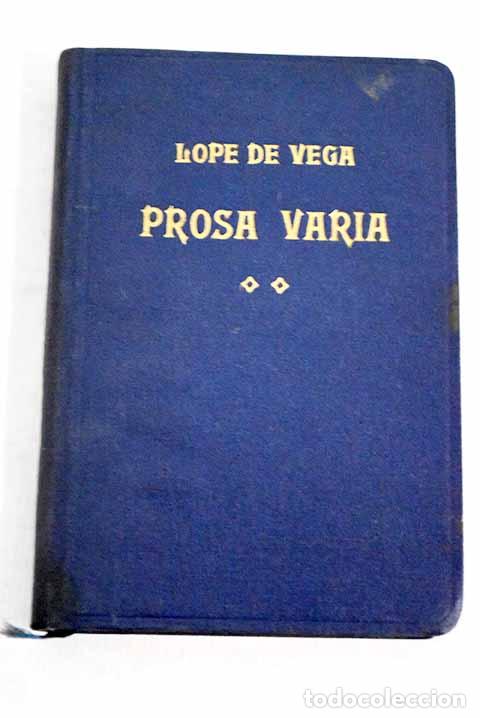 LOPE DE VEGA
PROSA VARIA
todocoleccion